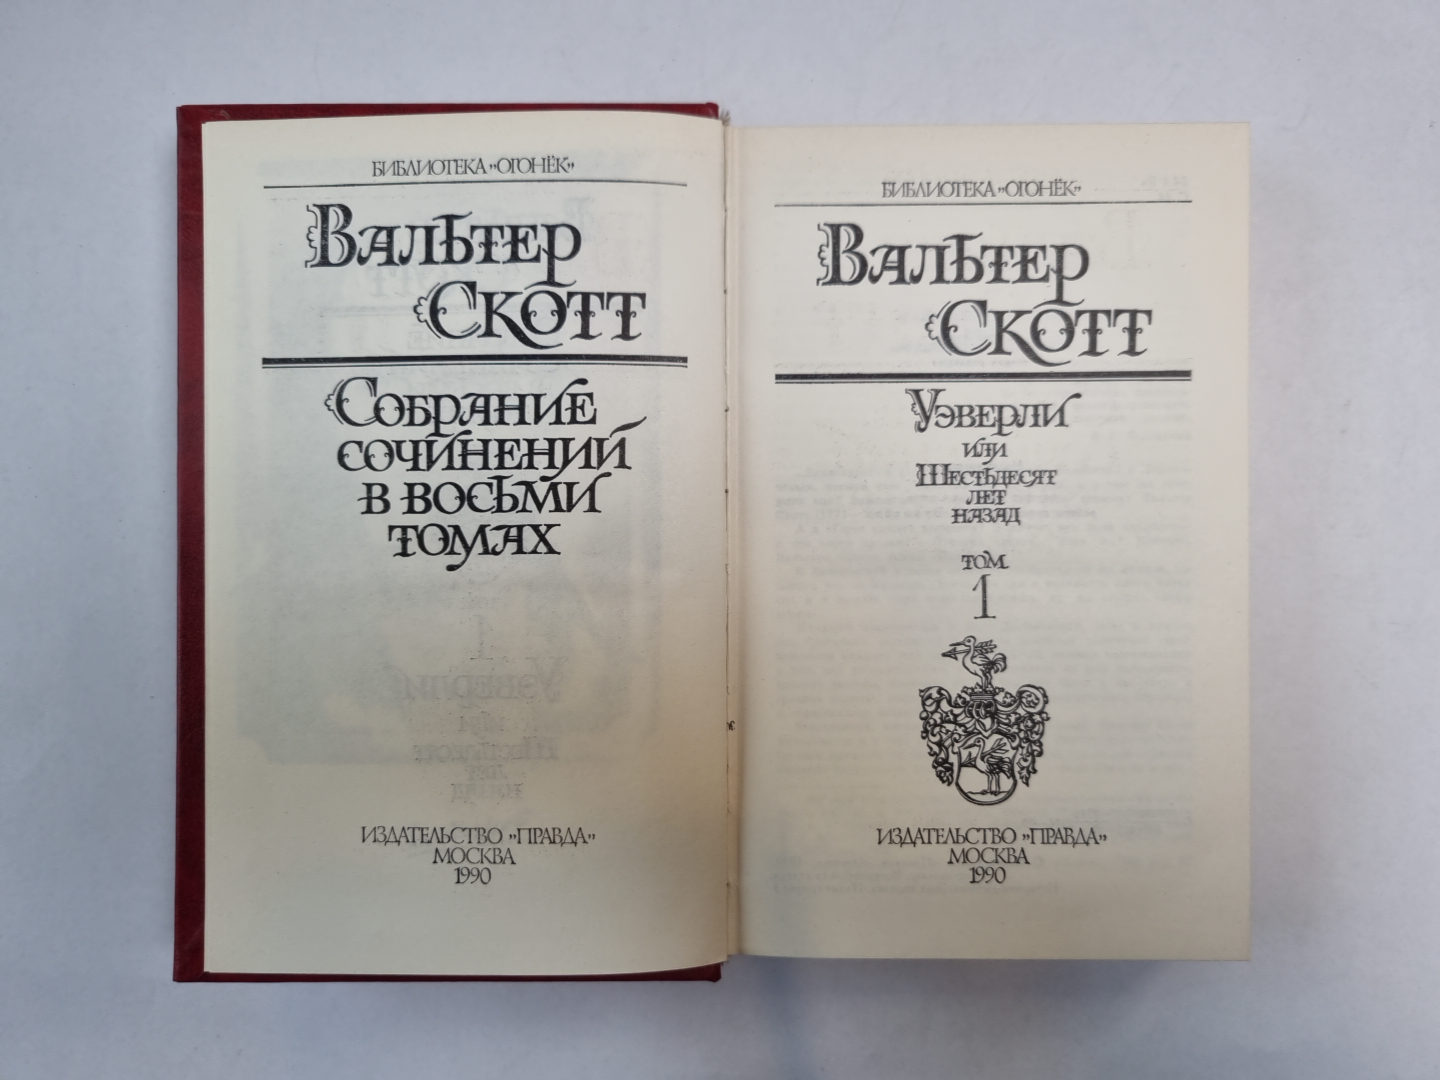 БИБЛИОТЕКА „ОГОНЁК”
ВАЛЬТЕР
СКОТТ
СОБРАНИЕ
СОЧИНЕНИЙ
В ВОСЬМИ
ТОМАХ
ИЗДАТЕЛЬСТВО „ПРАВДА”
МОСКВА
1990
БИБЛИОТЕКА „ОГОНЁК”
ВАЛЬТЕР
СКОТТ
УЭВЕРЛИ
ИЛИ
ШЕСТЬДЕСЯТ
ЛЕТ
НАЗАД
ТОМ
1
ИЗДАТЕЛЬСТВО „ПРАВДА”
МОСКВА
1990